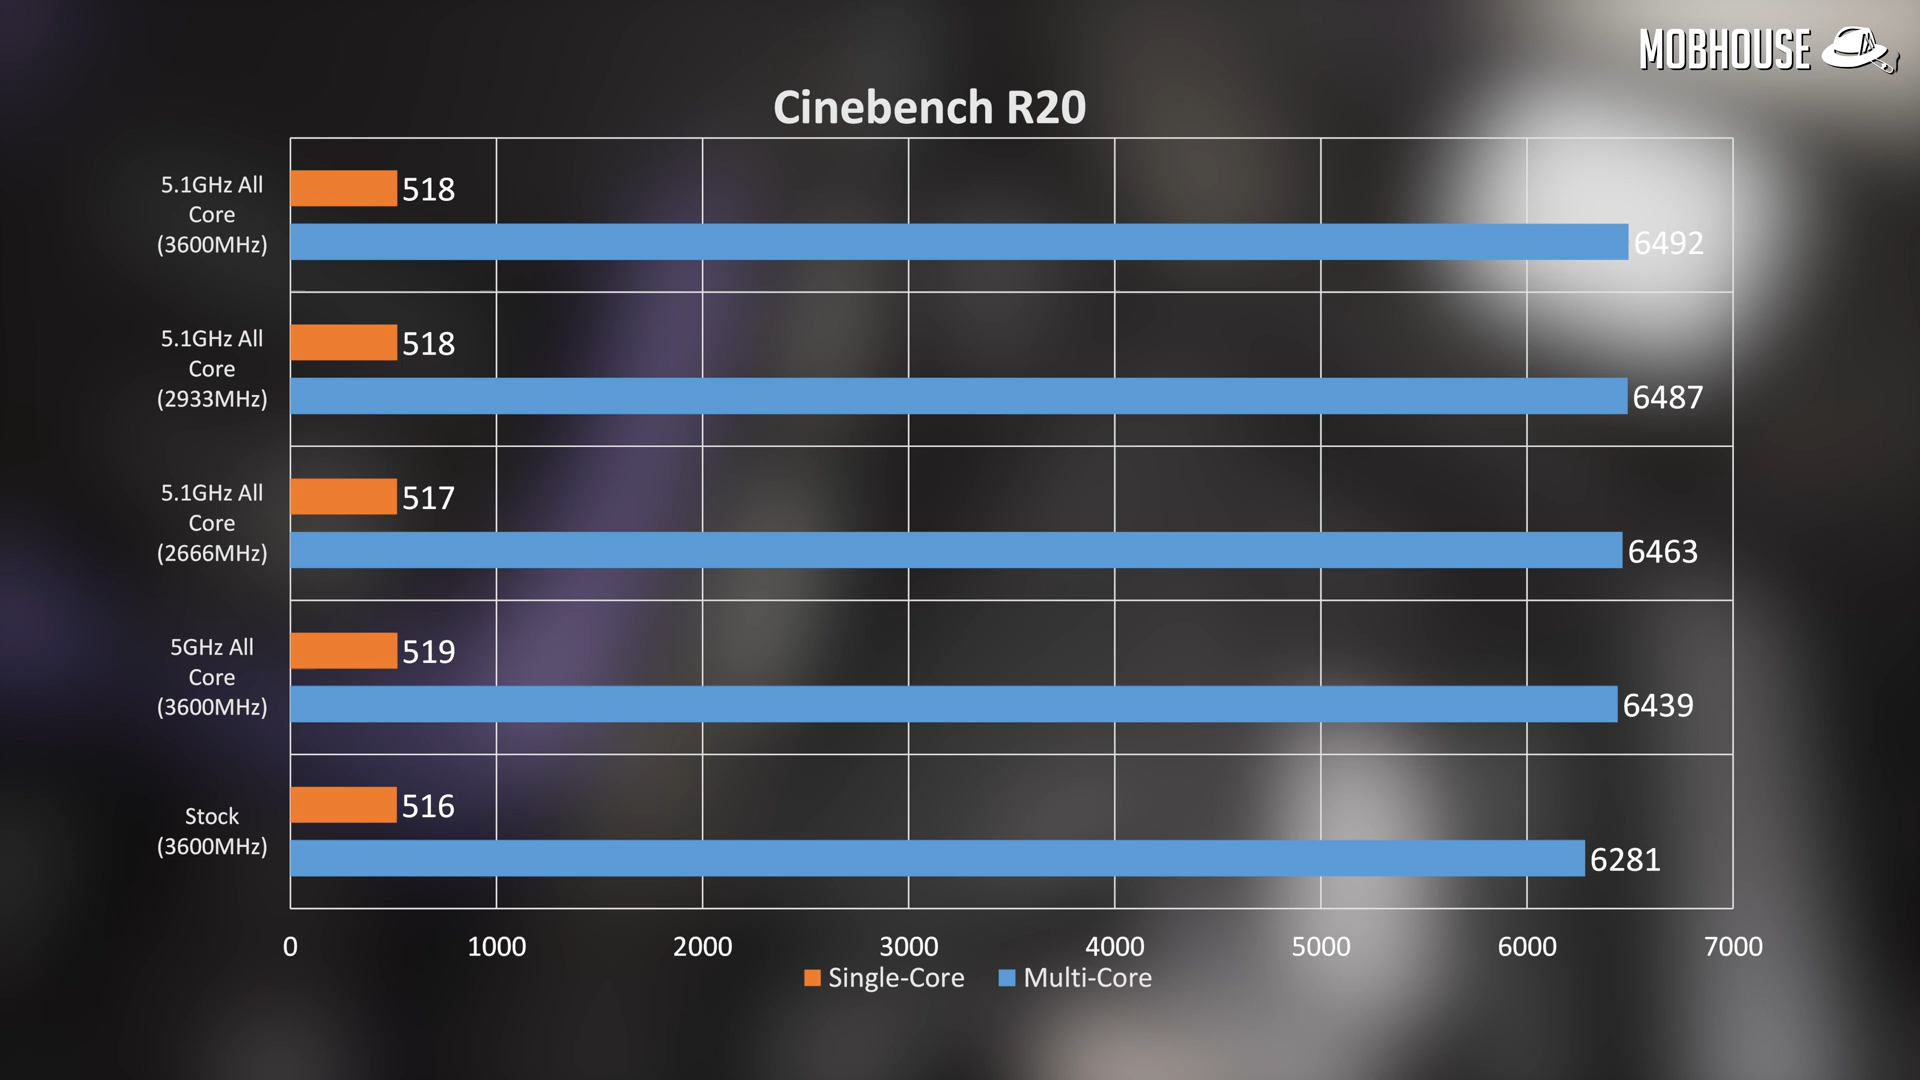 MOBHOUSE
Cinebench R20
5.1GHz All
Core
(3600MHz)
518
6492
5.1GHz All
Core
(2933MHz)
518
6487
5.1GHz All
Core
(2666MHz)
517
6463
5GHz All
Core
(3600MHz)
519
6439
Stock
(3600MHz)
516
6281
0 1000 2000 3000 4000 5000 6000 7000
Single-Core Multi-Core